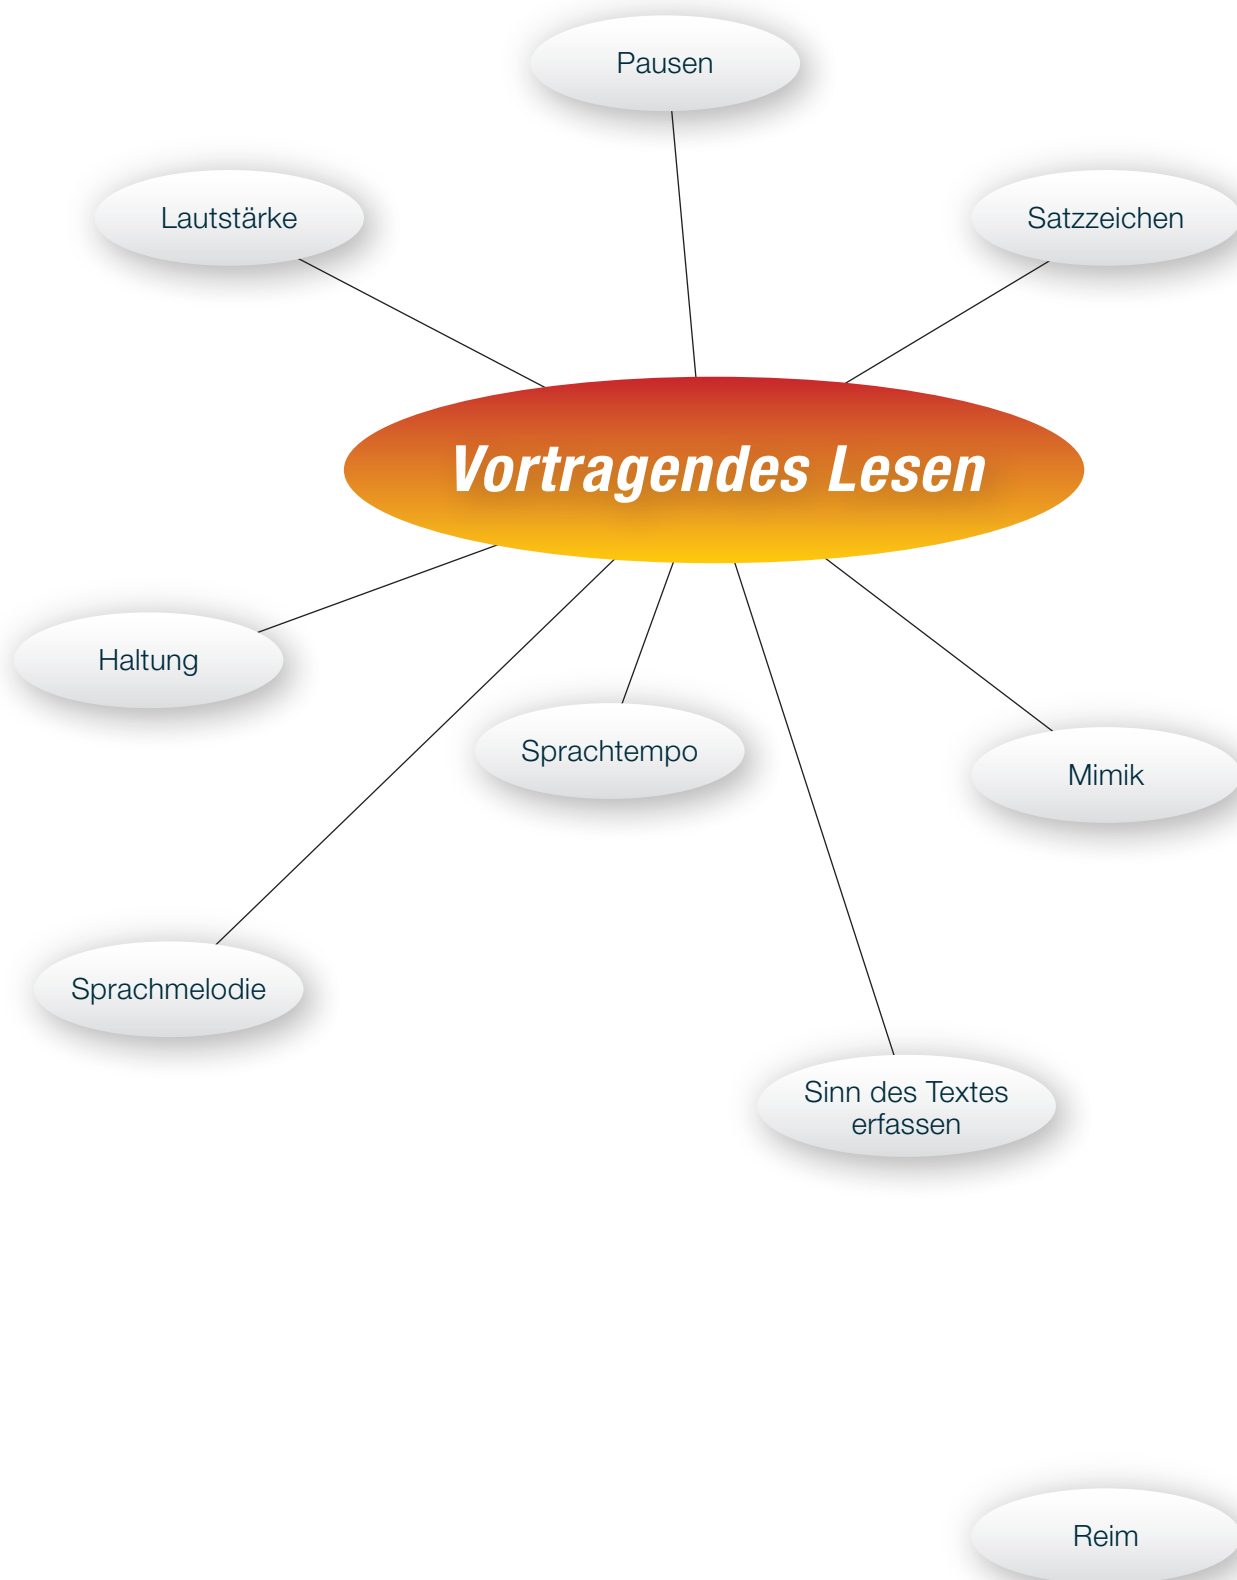 Pausen
Lautstärke
Satzzeichen
Vortragendes Lesen
Haltung
Sprachtempo
Mimik
Sprachmelodie
Sinn des Textes
erfassen
Reim